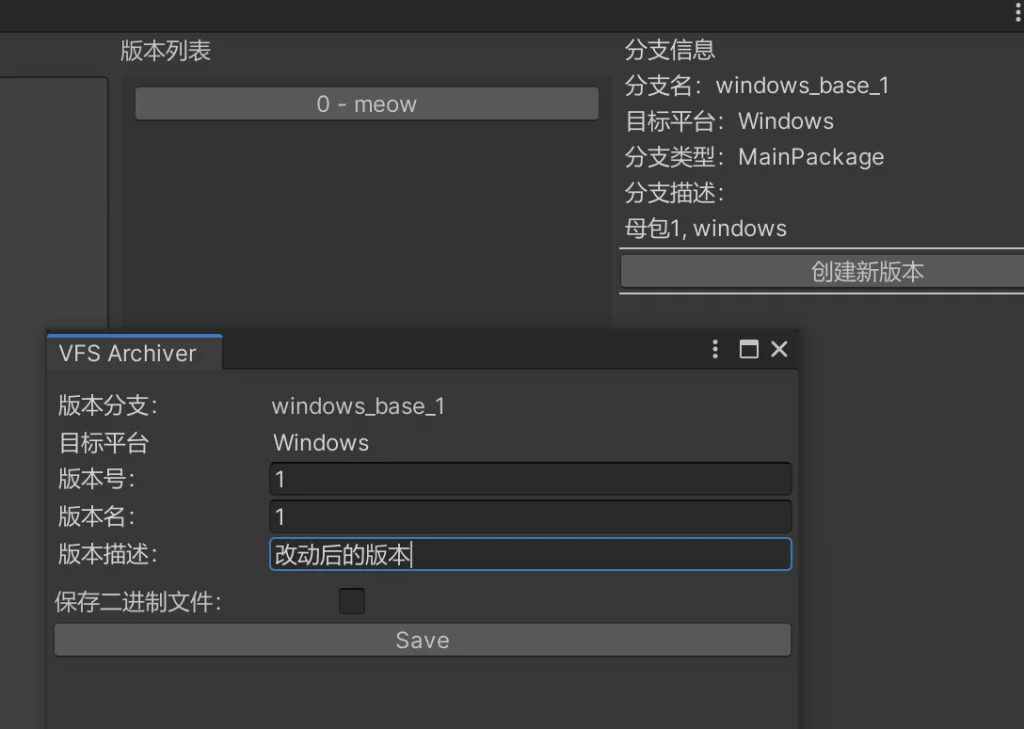 版本列表
0 - meow
分支信息
分支名：windows_base_1
目标平台：Windows
分支类型：MainPackage
分支描述：
母包1, windows
创建新版本
VFS Archiver
版本分支： windows_base_1
目标平台 Windows
版本号： 1
版本名： 1
版本描述： 改动后的版本
保存二进制文件：
Save